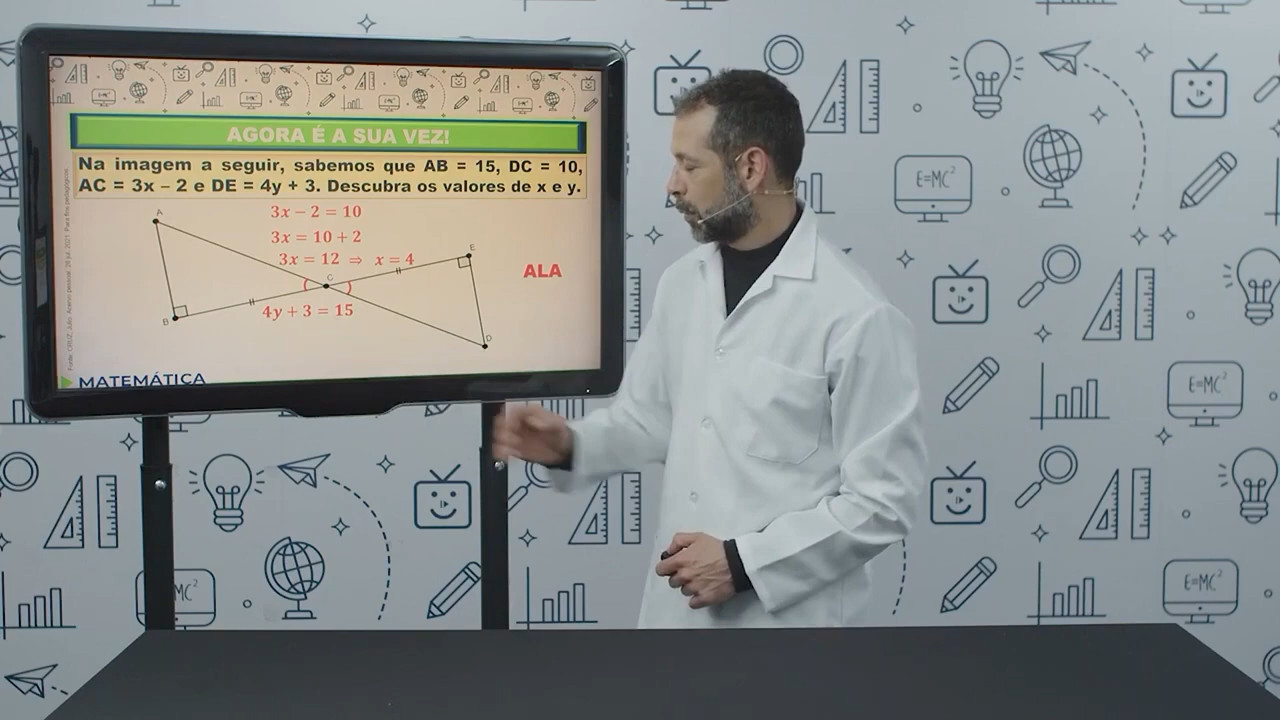 AGORA É A SUA VEZ!
Na imagem a seguir, sabemos que AB = 15, DC = 10,
AC = 3x – 2 e DE = 4y + 3. Descubra os valores de x e y.
3x − 2 = 10
3x = 10 + 2
3x = 12 ⇒ x = 4
4y + 3 = 15
ALA
A
B
C
E
D
MATEMÁTICA
E=MC²
E=MC²
E=MC²
MC²